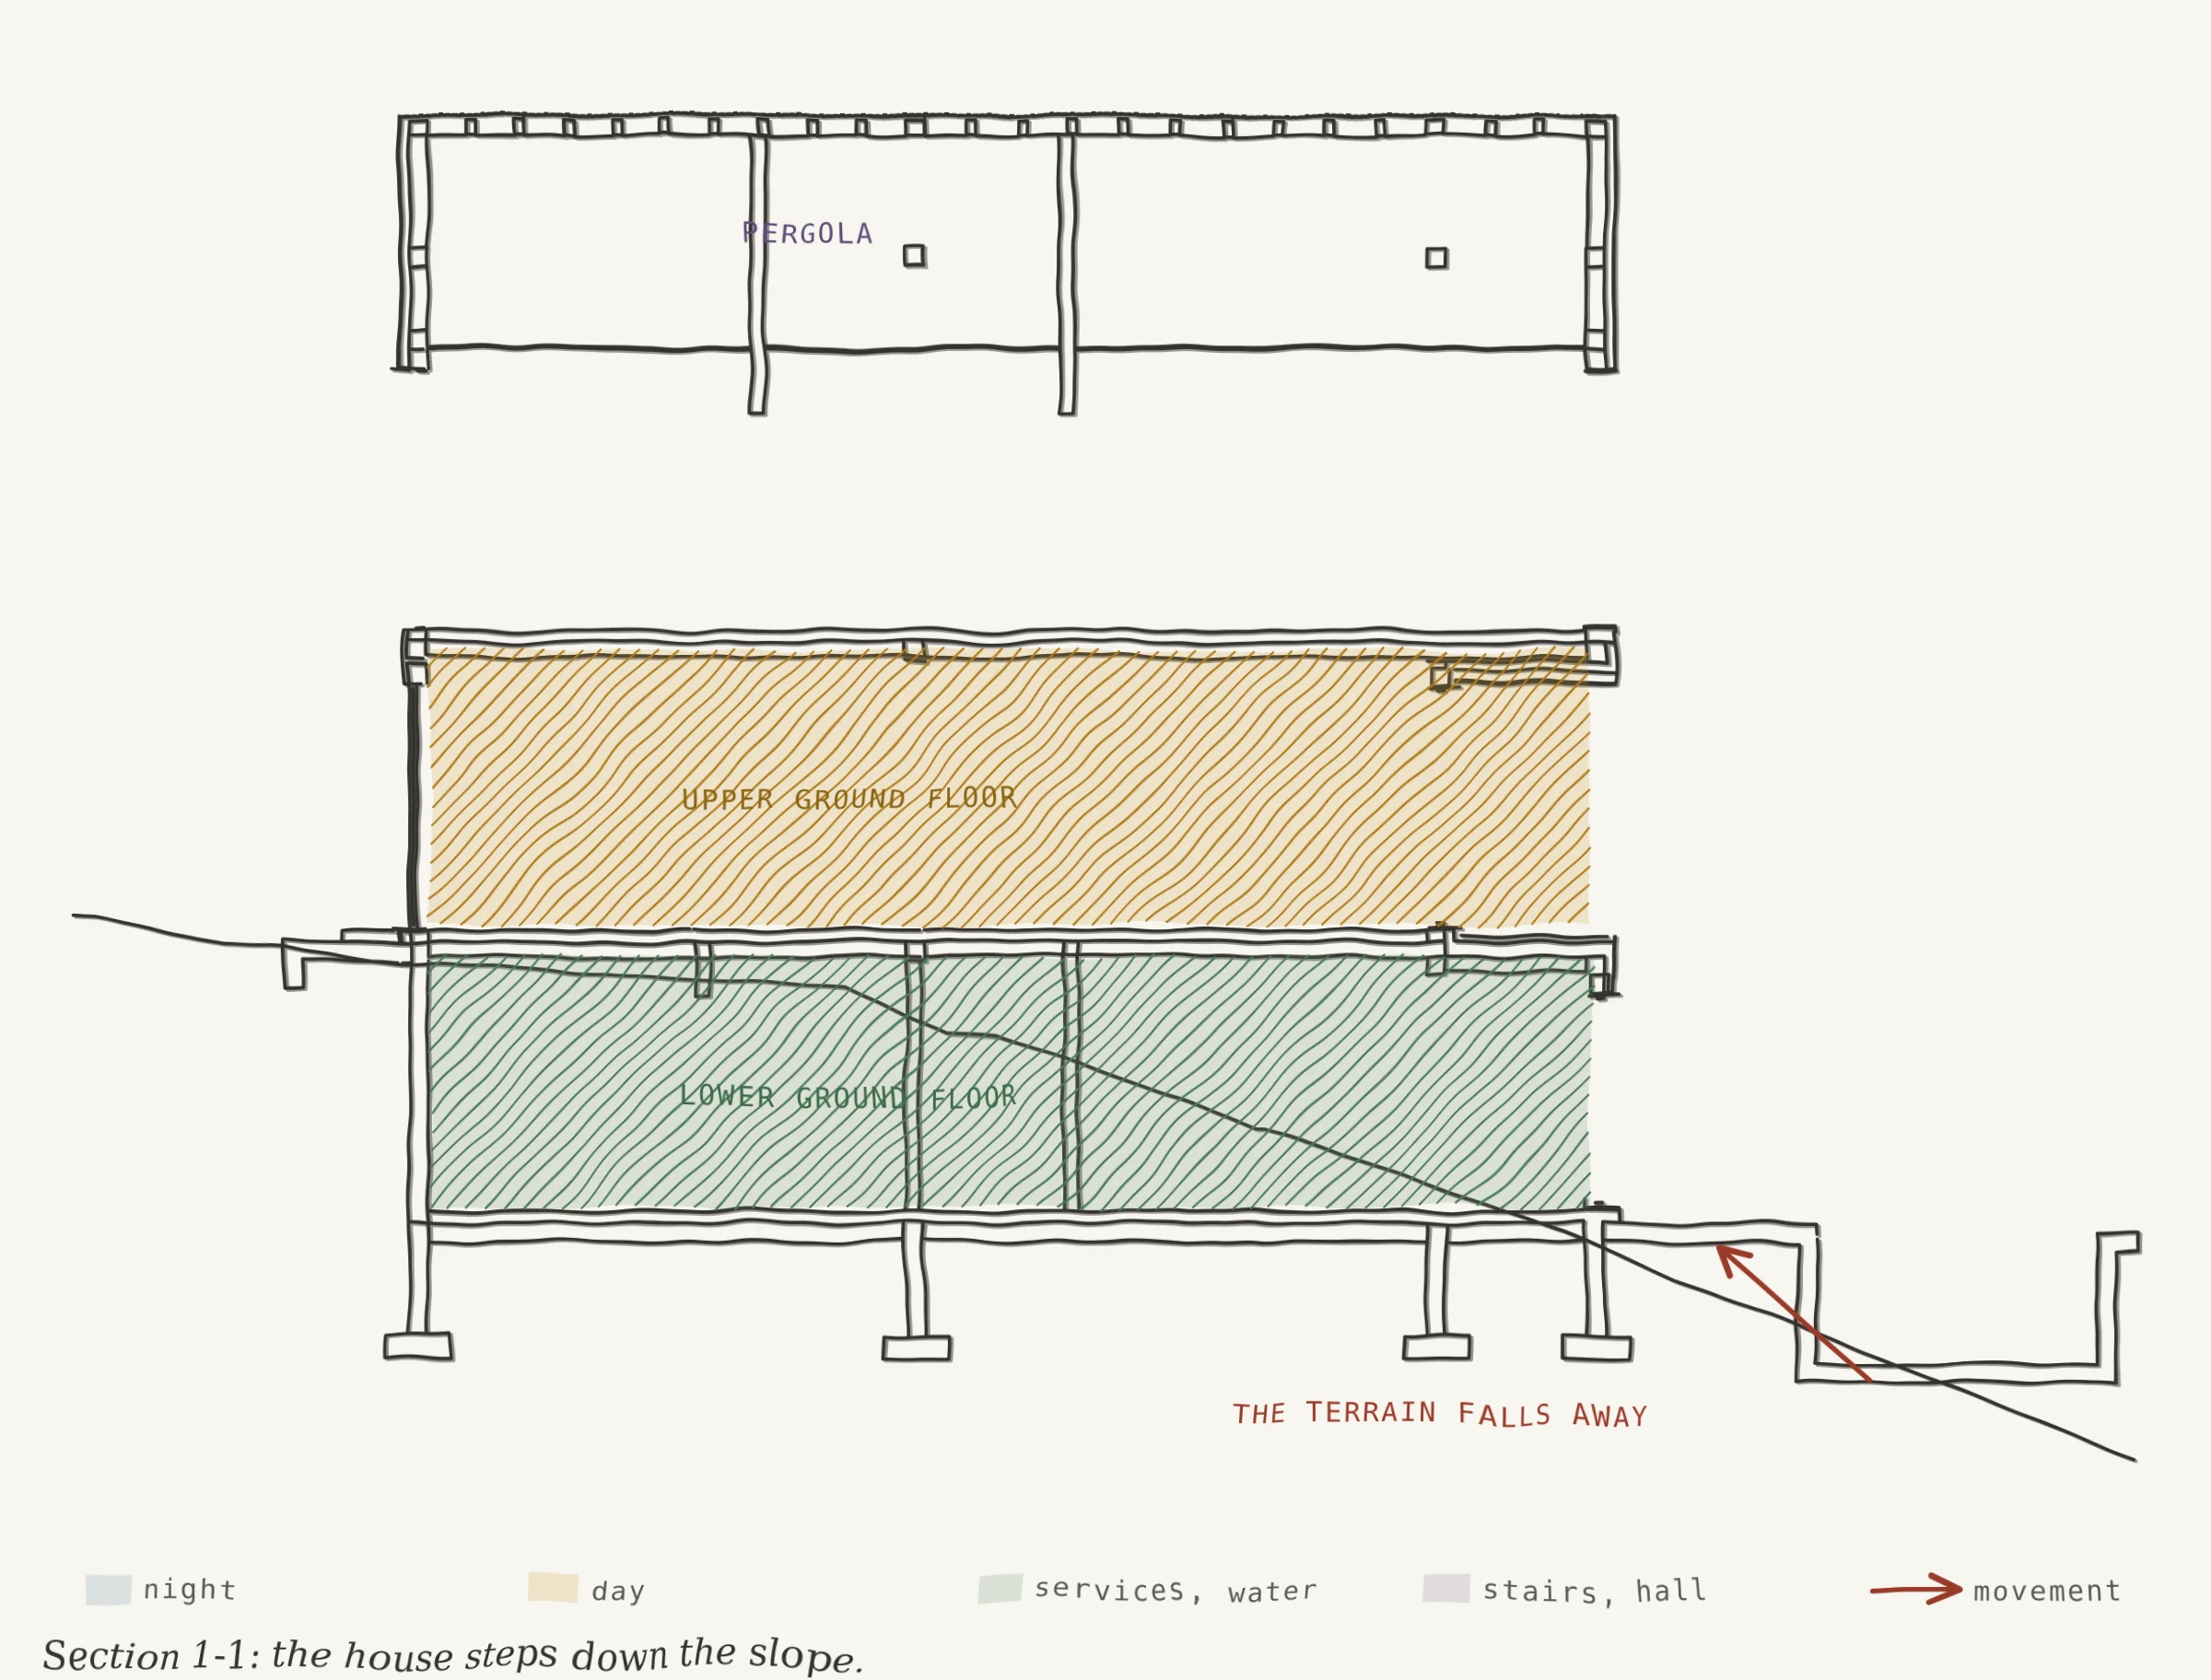 PERGOLA
UPPER GROUND FLOOR
LOWER GROUND FLOOR
THE TERRAIN FALLS AWAY
night
day
services, water
stairs, hall
movement
Section 1-1: the house steps down the slope.